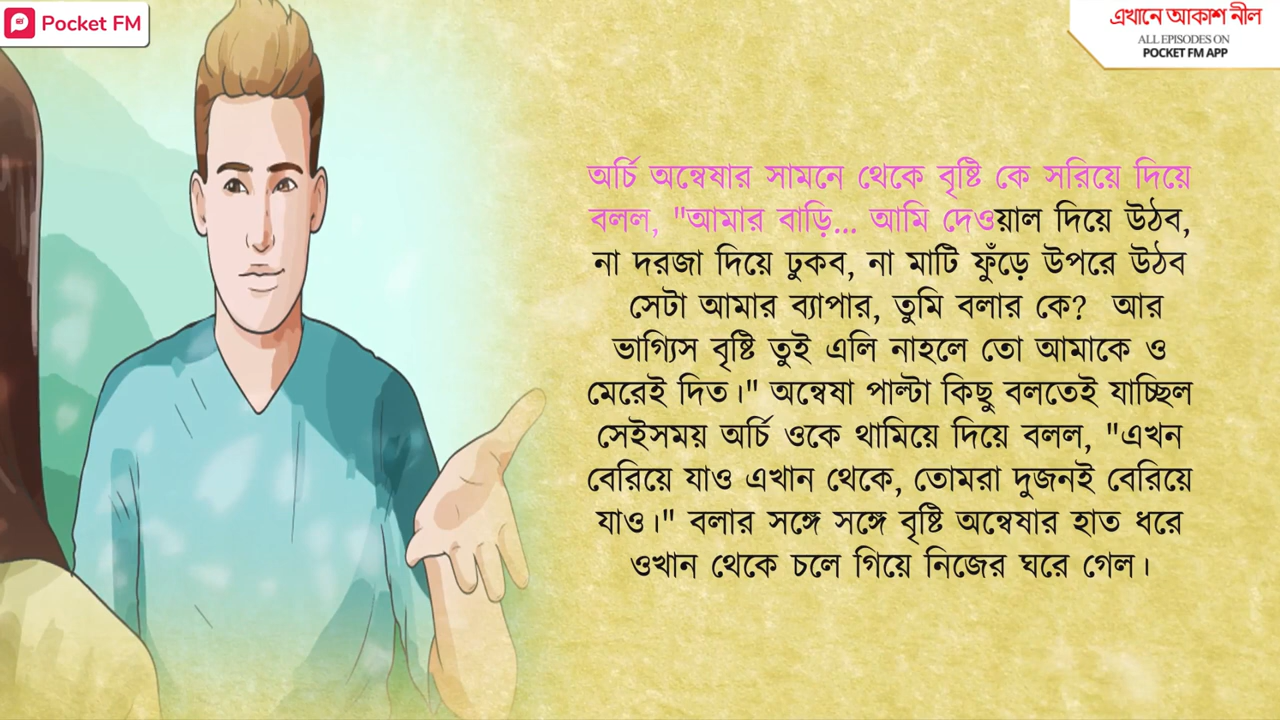 Pocket FM
এখানে আকাশ নীল
ALL EPISODES ON
POCKET FM APP
অর্চি অন্বেষার সামনে থেকে বৃষ্টি কে সরিয়ে দিয়ে
বলল, "আমার বাড়ি... আমি দেওয়াল দিয়ে উঠব,
না দরজা দিয়ে ঢুকব, না মাটি ফুঁড়ে উপরে উঠব
সেটা আমার ব্যাপার, তুমি বলার কে? আর
ভাগ্যিস বৃষ্টি তুই এলি নাহলে তো আমাকে ও
মেরেই দিত।" অন্বেষা পাল্টা কিছু বলতেই যাচ্ছিল
সেইসময় অর্চি ওকে থামিয়ে দিয়ে বলল, "এখন
বেরিয়ে যাও এখান থেকে, তোমরা দুজনই বেরিয়ে
যাও।" বলার সঙ্গে সঙ্গে বৃষ্টি অন্বেষার হাত ধরে
ওখান থেকে চলে গিয়ে নিজের ঘরে গেল।